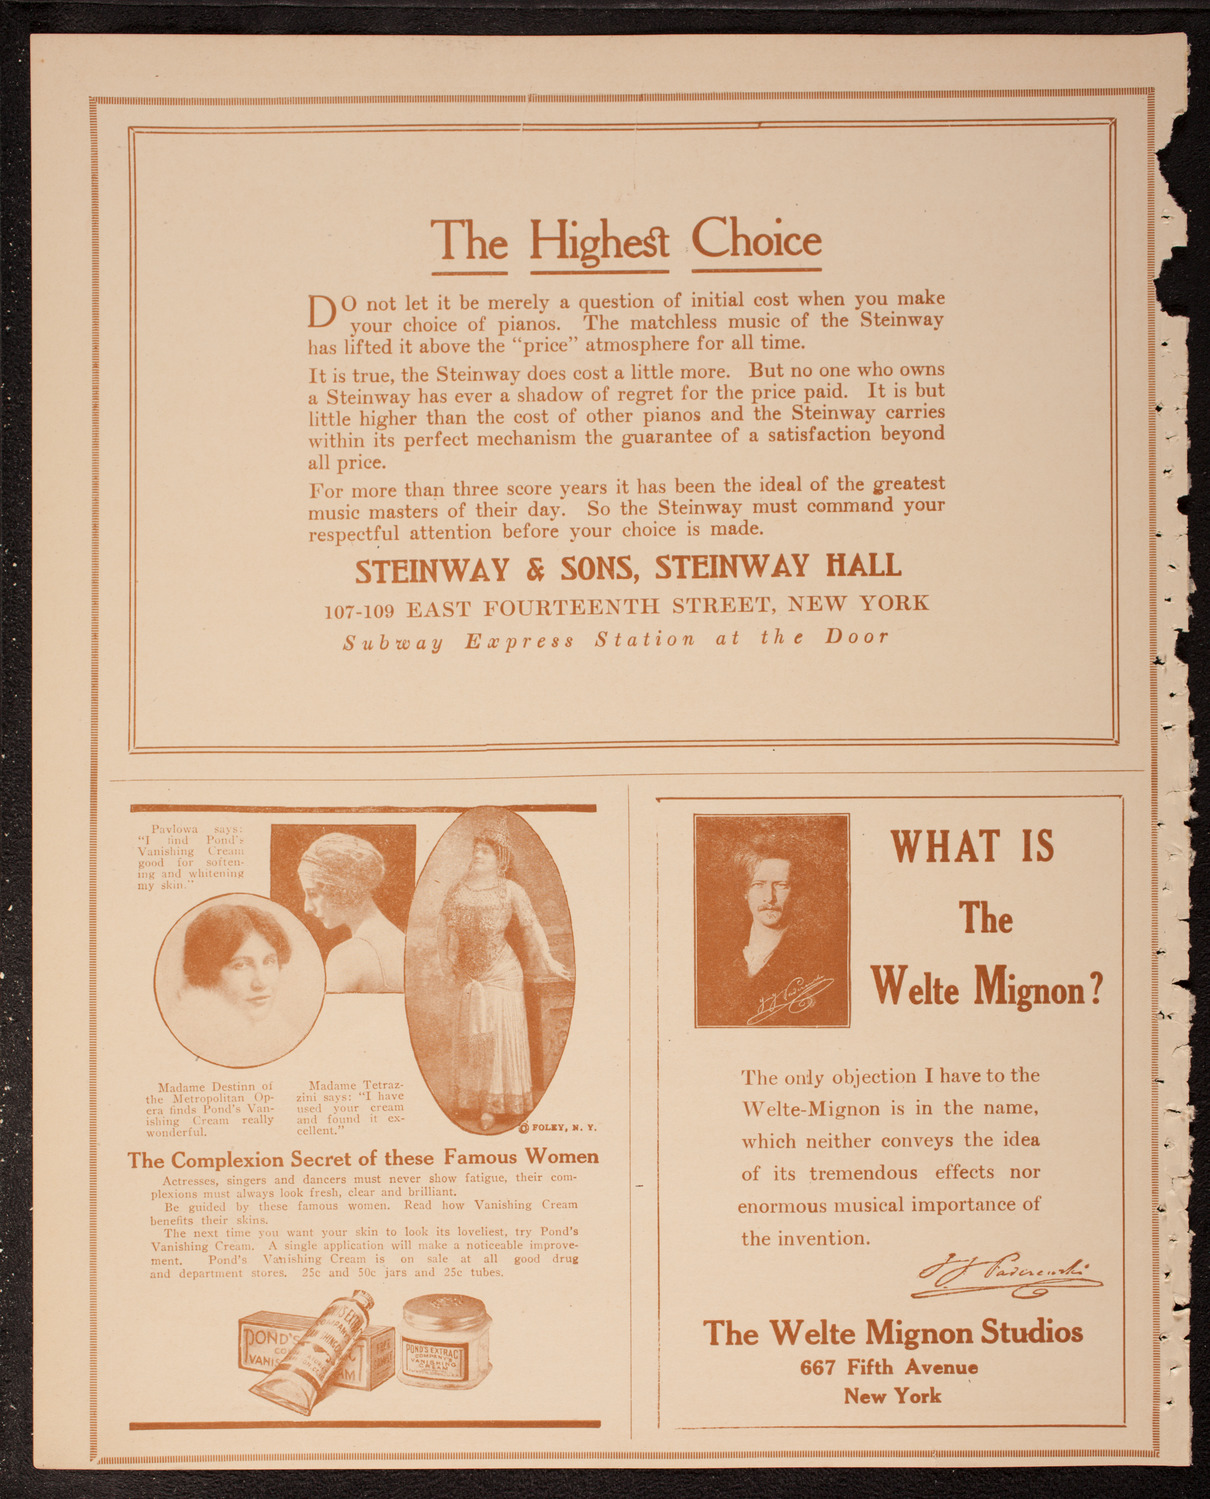 The Highest Choice
DO not let it be merely a question of initial cost when you make
your choice of pianos. The matchless music of the Steinway
has lifted it above the "price" atmosphere for all time.
It is true, the Steinway does cost a little more. But no one who owns
a Steinway has ever a shadow of regret for the price paid. It is but
little higher than the cost of other pianos and the Steinway carries
within its perfect mechanism the guarantee of a satisfaction beyond
all price.
For more than three score years it has been the ideal of the greatest
music masters of their day. So the Steinway must command your
respectful attention before your choice is made.
STEINWAY & SONS, STEINWAY HALL
107-109 EAST FOURTEENTH STREET, NEW YORK
Subway Express Station at the Door
Pavlowa says:
"I find Pond's
Vanishing Cream
good for soften-
ing and whitening
my skin."
Madame Destinn of
the Metropolitan Op-
era finds Pond's Van-
ishing Cream really
wonderful.
Madame Tetraz-
zini says: "I have
used your cream
and found it ex-
cellent."
© FOLEY, N. Y.
The Complexion Secret of these Famous Women
Actresses, singers and dancers must never show fatigue, their com-
plexions must always look fresh, clear and brilliant.
Be guided by these famous women. Read how Vanishing Cream
benefits their skins.
The next time you want your skin to look its loveliest, try Pond's
Vanishing Cream. A single application will make a noticeable improve-
ment. Pond's Vanishing Cream is on sale at all good drug
and department stores. 25c and 50c jars and 25c tubes.
POND'S
VANIS
POND'S EXTRACT
COMPANY'S
VANISHING
CREAM
WHAT IS
The
Welte Mignon?
J J Paderewski
The only objection I have to the
Welte-Mignon is in the name,
which neither conveys the idea
of its tremendous effects nor
enormous musical importance of
the invention.
J J Paderewski
The Welte Mignon Studios
667 Fifth Avenue
New York